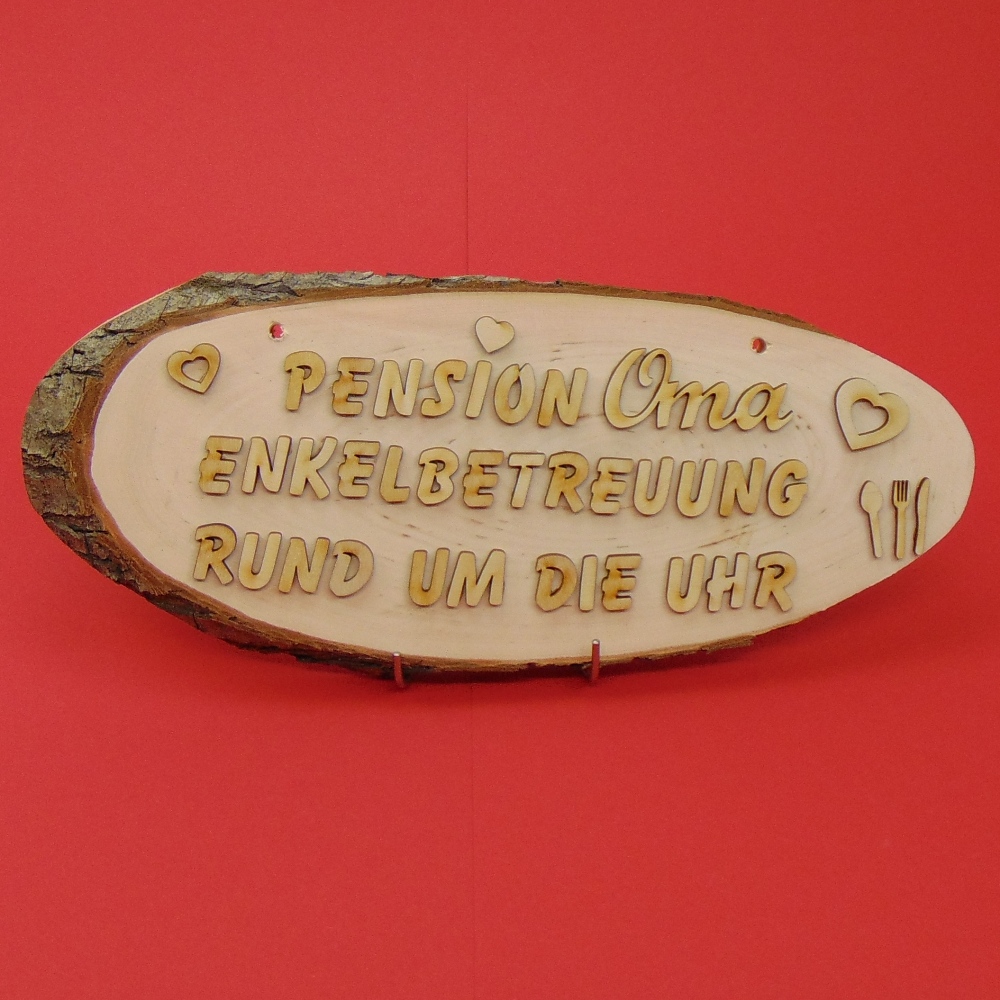 PENSION Oma
ENKELBETREUUNG
RUND UM DIE UHR